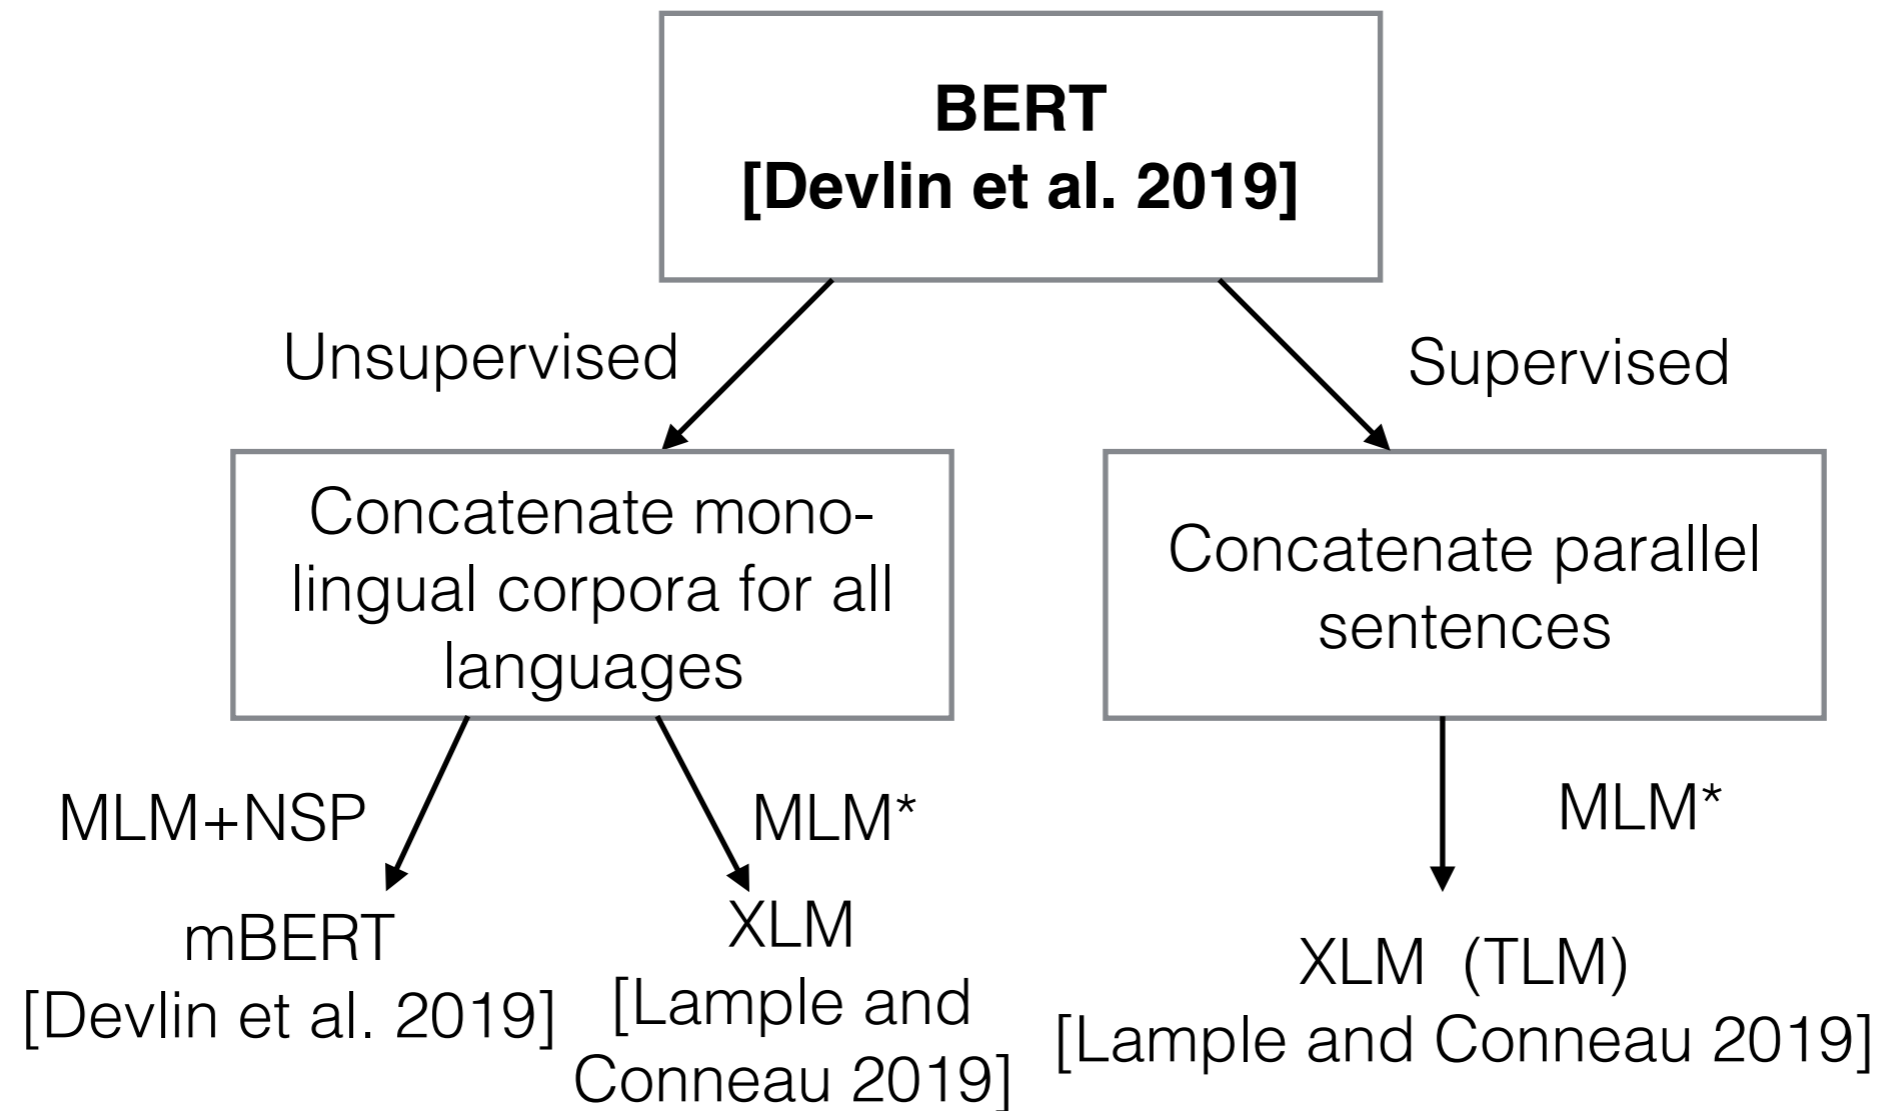 BERT
[Devlin et al. 2019]
Unsupervised
Supervised
Concatenate mono-
lingual corpora for all
languages
Concatenate parallel
sentences
MLM+NSP
MLM*
MLM*
mBERT
[Devlin et al. 2019]
XLM
[Lample and
Conneau 2019]
XLM (TLM)
[Lample and Conneau 2019]